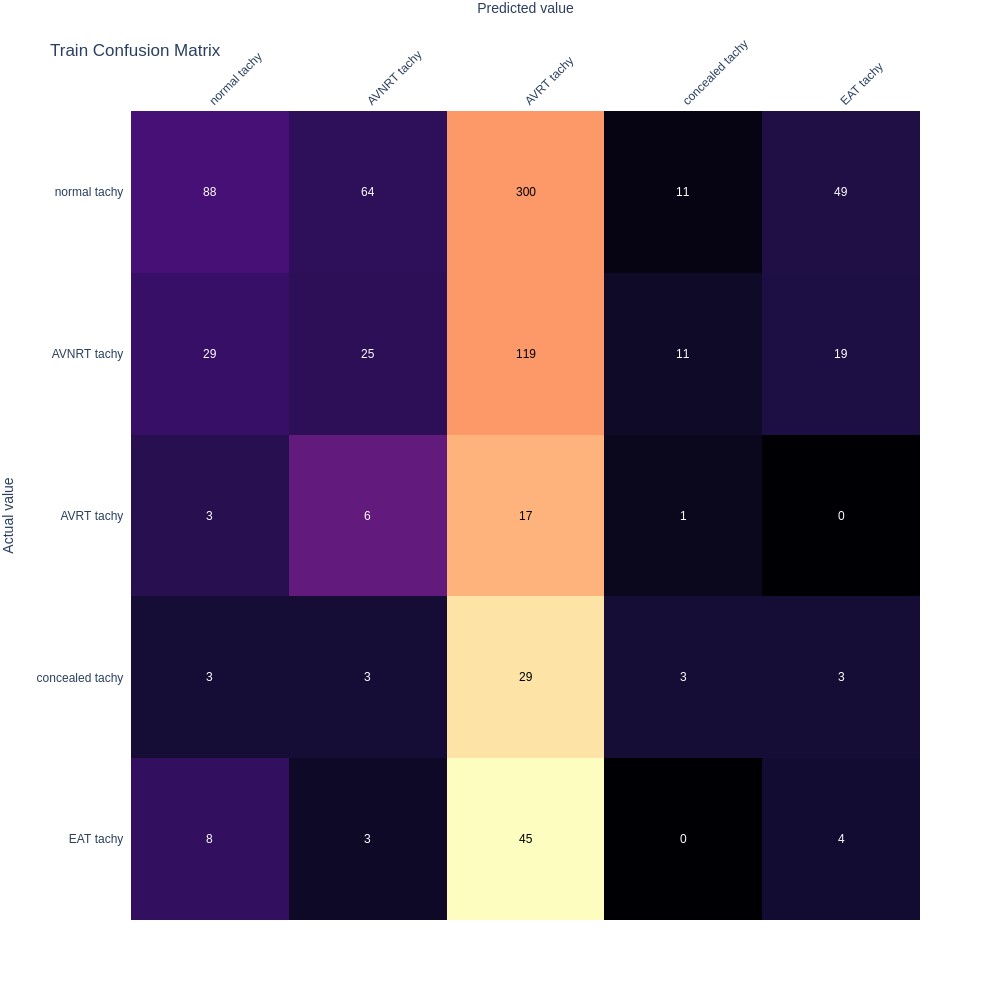 Predicted value
Train Confusion Matrix
normal tachy
AVNRT tachy
AVRT tachy
concealed tachy
EAT tachy
Actual value
normal tachy 88 64 300 11 49
AVNRT tachy 29 25 119 11 19
AVRT tachy 3 6 17 1 0
concealed tachy 3 3 29 3 3
EAT tachy 8 3 45 0 4